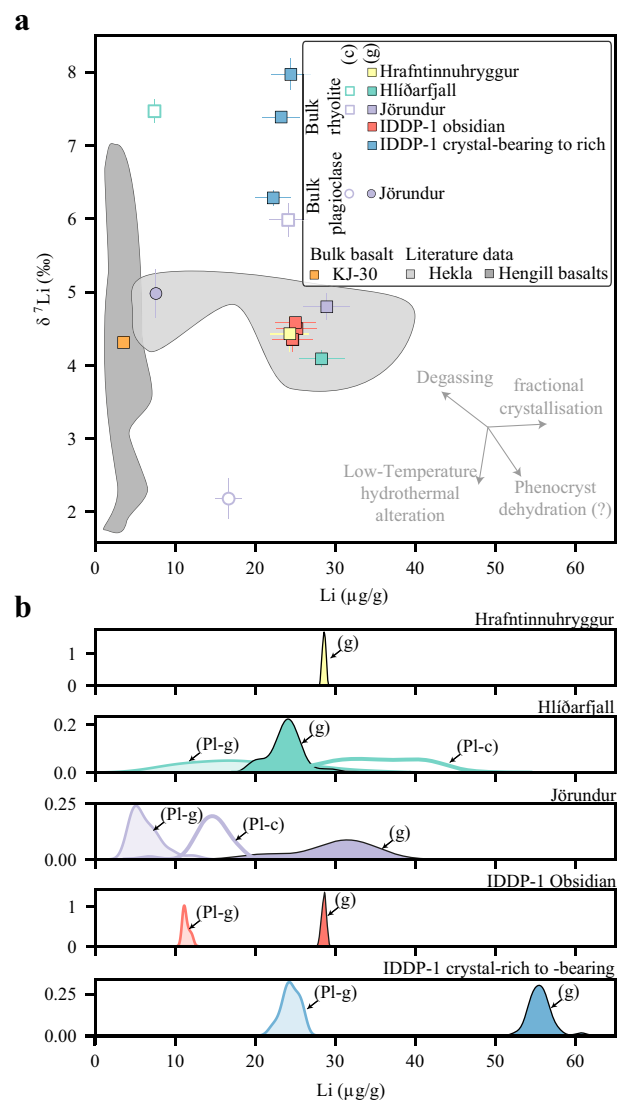 a
8
7
6
5
4
3
2
δ ⁷Li (‰)
0
10
20
30
40
50
60
Li (µg/g)
(c)
(g)
Bulk
rhyolite
Hrafntinnuhryggur
Hlíðarfjall
Jörundur
IDDP-1 obsidian
IDDP-1 crystal-bearing to rich
Bulk
plagioclase
Jörundur
Bulk basalt
Literature data
KJ-30
Hekla
Hengill basalts
Degassing
fractional
crystallisation
Low-Temperature
hydrothermal
alteration
Phenocryst
dehydration (?)
b
Hrafntinnuhryggur
1
0
(g)
Hlíðarfjall
0.2
0.0
(Pl-g)
(g)
(Pl-c)
Jörundur
0.25
0.00
(Pl-g)
(Pl-c)
(g)
IDDP-1 Obsidian
1
0
(Pl-g)
(g)
IDDP-1 crystal-rich to -bearing
0.25
0.00
(Pl-g)
(g)
0
10
20
30
40
50
60
Li (µg/g)